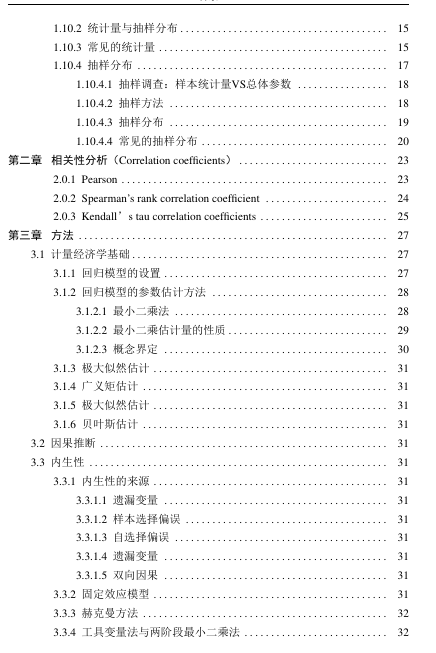 1.10.2 统计量与抽样分布 15
1.10.3 常见的统计量 15
1.10.4 抽样分布 17
1.10.4.1 抽样调查：样本统计量VS总体参数 18
1.10.4.2 抽样方法 18
1.10.4.3 抽样分布 19
1.10.4.4 常见的抽样分布 20
第二章 相关性分析（Correlation coefficients） 23
2.0.1 Pearson 23
2.0.2 Spearman's rank correlation coefficient 24
2.0.3 Kendall’s tau correlation coefficients 25
第三章 方法 27
3.1 计量经济学基础 27
3.1.1 回归模型的设置 27
3.1.2 回归模型的参数估计方法 28
3.1.2.1 最小二乘法 28
3.1.2.2 最小二乘估计量的性质 29
3.1.2.3 概念界定 30
3.1.3 极大似然估计 31
3.1.4 广义矩估计 31
3.1.5 极大似然估计 31
3.1.6 贝叶斯估计 31
3.2 因果推断 31
3.3 内生性 31
3.3.1 内生性的来源 31
3.3.1.1 遗漏变量 31
3.3.1.2 样本选择偏误 31
3.3.1.3 自选择偏误 31
3.3.1.4 遗漏变量 31
3.3.1.5 双向因果 31
3.3.2 固定效应模型 31
3.3.3 赫克曼方法 32
3.3.4 工具变量法与两阶段最小二乘法 32